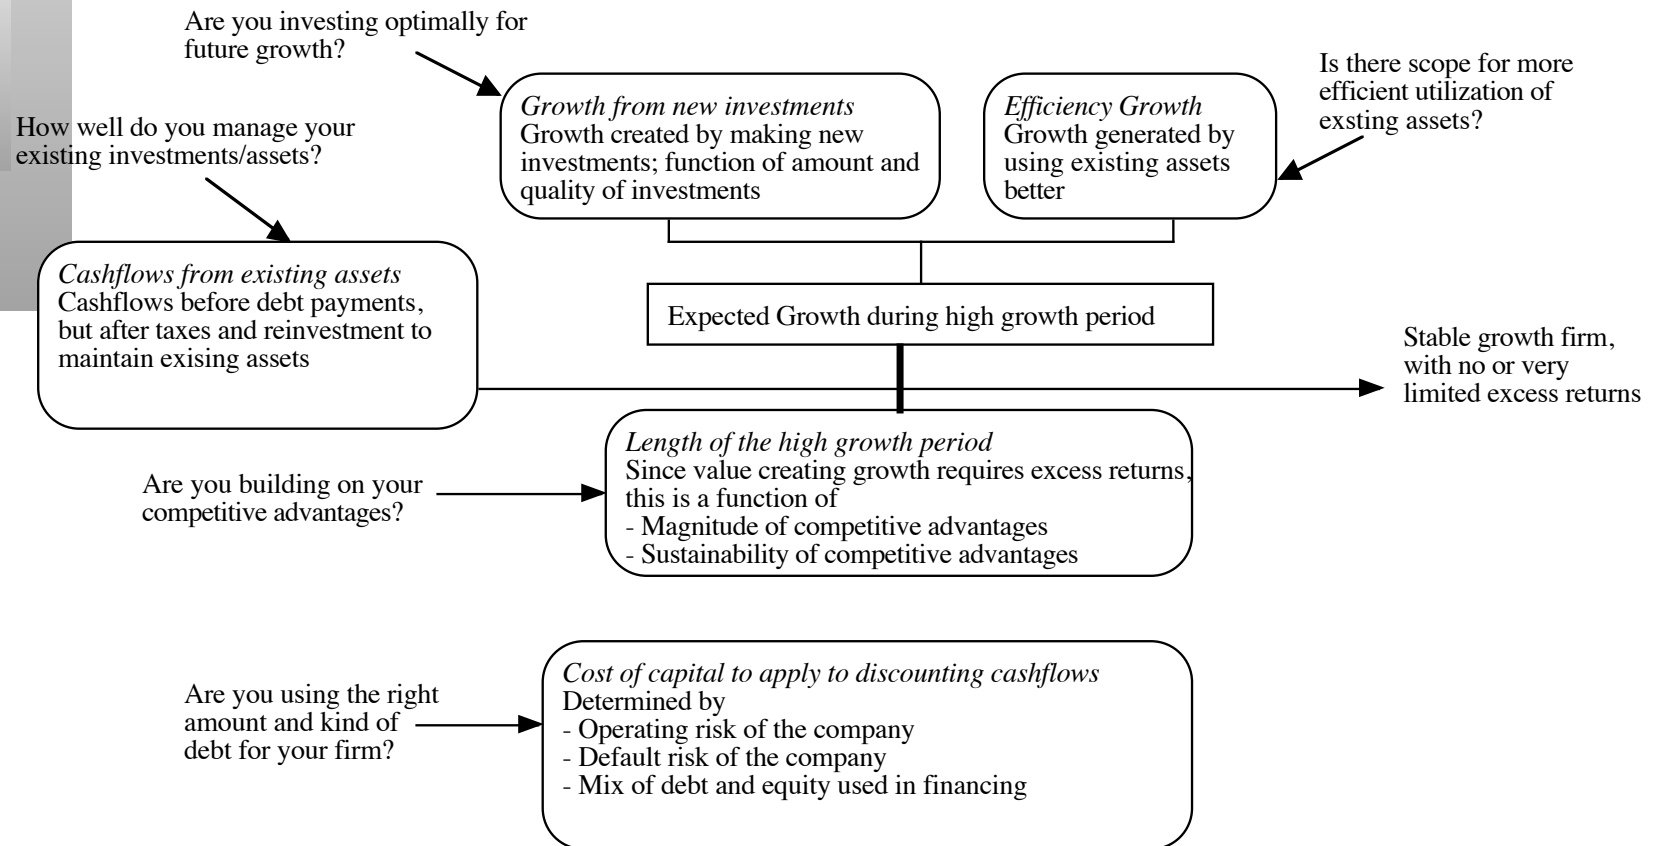 Are you investing optimally for
future growth?
Is there scope for more
efficient utilization of
exsting assets?
Growth from new investments
Growth created by making new
investments; function of amount and
quality of investments
Efficiency Growth
Growth generated by
using existing assets
better
How well do you manage your
existing investments/assets?
Cashflows from existing assets
Cashflows before debt payments,
but after taxes and reinvestment to
maintain exising assets
Expected Growth during high growth period
Stable growth firm,
with no or very
limited excess returns
Length of the high growth period
Since value creating growth requires excess returns,
this is a function of
- Magnitude of competitive advantages
- Sustainability of competitive advantages
Are you building on your
competitive advantages?
Cost of capital to apply to discounting cashflows
Determined by
- Operating risk of the company
- Default risk of the company
- Mix of debt and equity used in financing
Are you using the right
amount and kind of
debt for your firm?